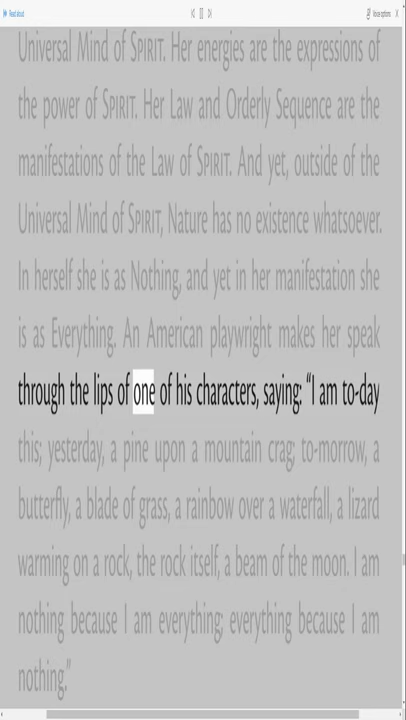 Read aloud
Voice options
Universal Mind of SPIRIT. Her energies are the expressions of
the power of SPIRIT. Her Law and Orderly Sequence are the
manifestations of the Law of SPIRIT. And yet, outside of the
Universal Mind of SPIRIT, Nature has no existence whatsoever.
In herself she is as Nothing, and yet in her manifestation she
is as Everything. An American playwright makes her speak
through the lips of one of his characters, saying: “I am to-day
this; yesterday, a pine upon a mountain crag; to-morrow, a
butterfly, a blade of grass, a rainbow over a waterfall, a lizard
warming on a rock, the rock itself, a beam of the moon. I am
nothing because I am everything; everything because I am
nothing.”